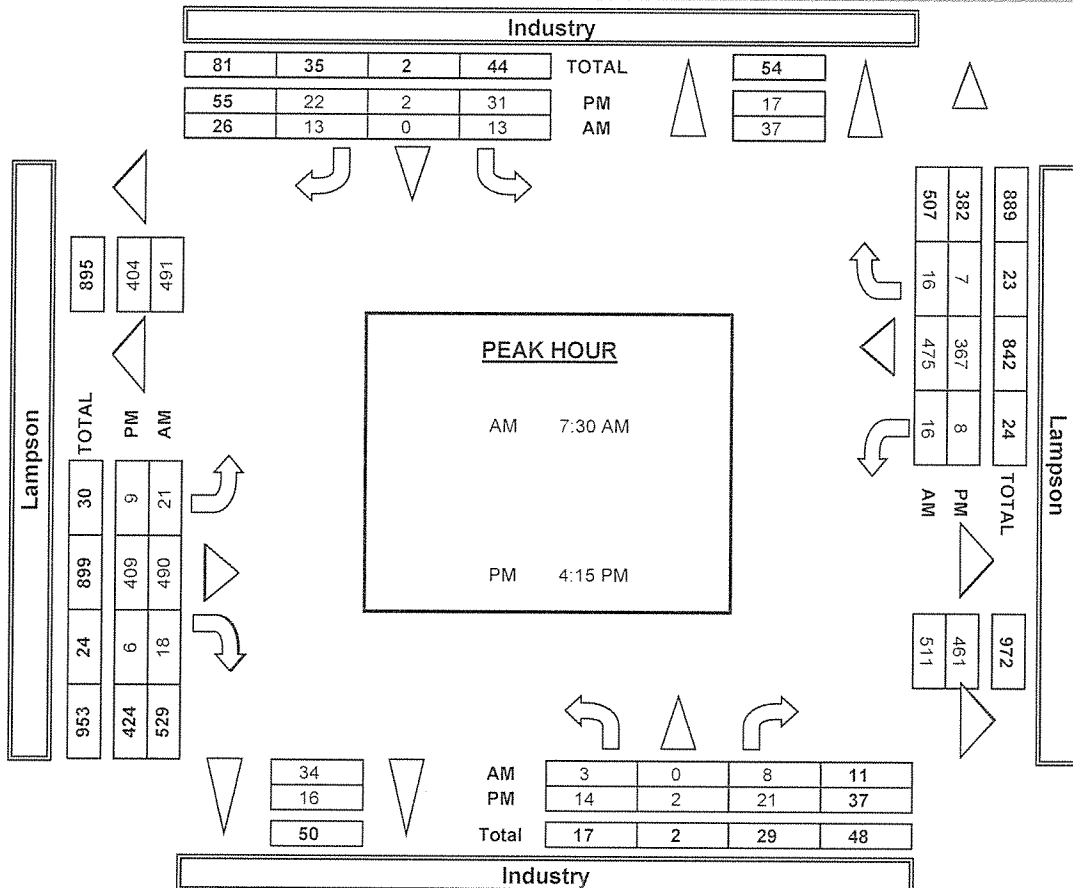 Industry
81 35 2 44 TOTAL 54
55 22 2 31 PM 17
26 13 0 13 AM 37
Lampson
895
404
491
TOTAL 30 899 24 953
PM 9 409 6 424
AM 21 490 18 529
PEAK HOUR
AM 7:30 AM
PM 4:15 PM
889 23 842 24 TOTAL
382 7 367 8 PM
507 16 475 16 AM
972
461
511
Lampson
34
16
50
AM 3 0 8 11
PM 14 2 21 37
Total 17 2 29 48
Industry